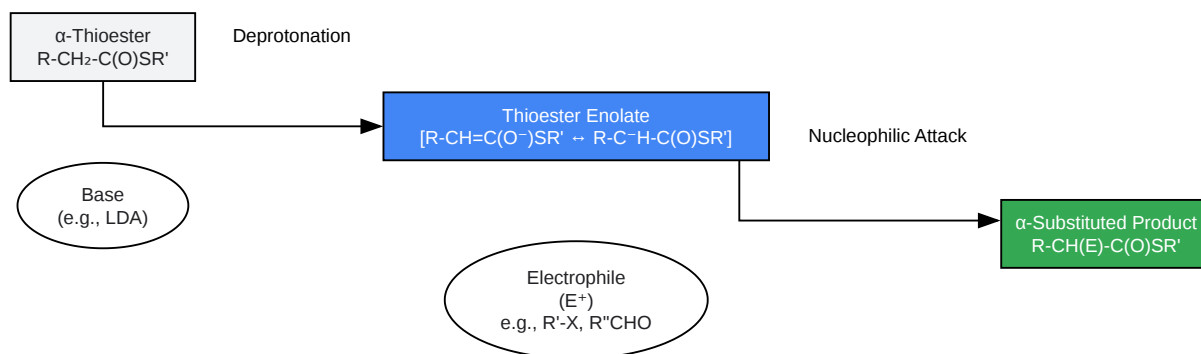 α-Thioester
R-CH₂-C(O)SR'
Deprotonation
Thioester Enolate
[R-CH=C(O⁻)SR' ↔ R-C⁻H-C(O)SR']
Nucleophilic Attack
Base
(e.g., LDA)
α-Substituted Product
R-CH(E)-C(O)SR'
Electrophile
(E⁺)
e.g., R'-X, R"CHO